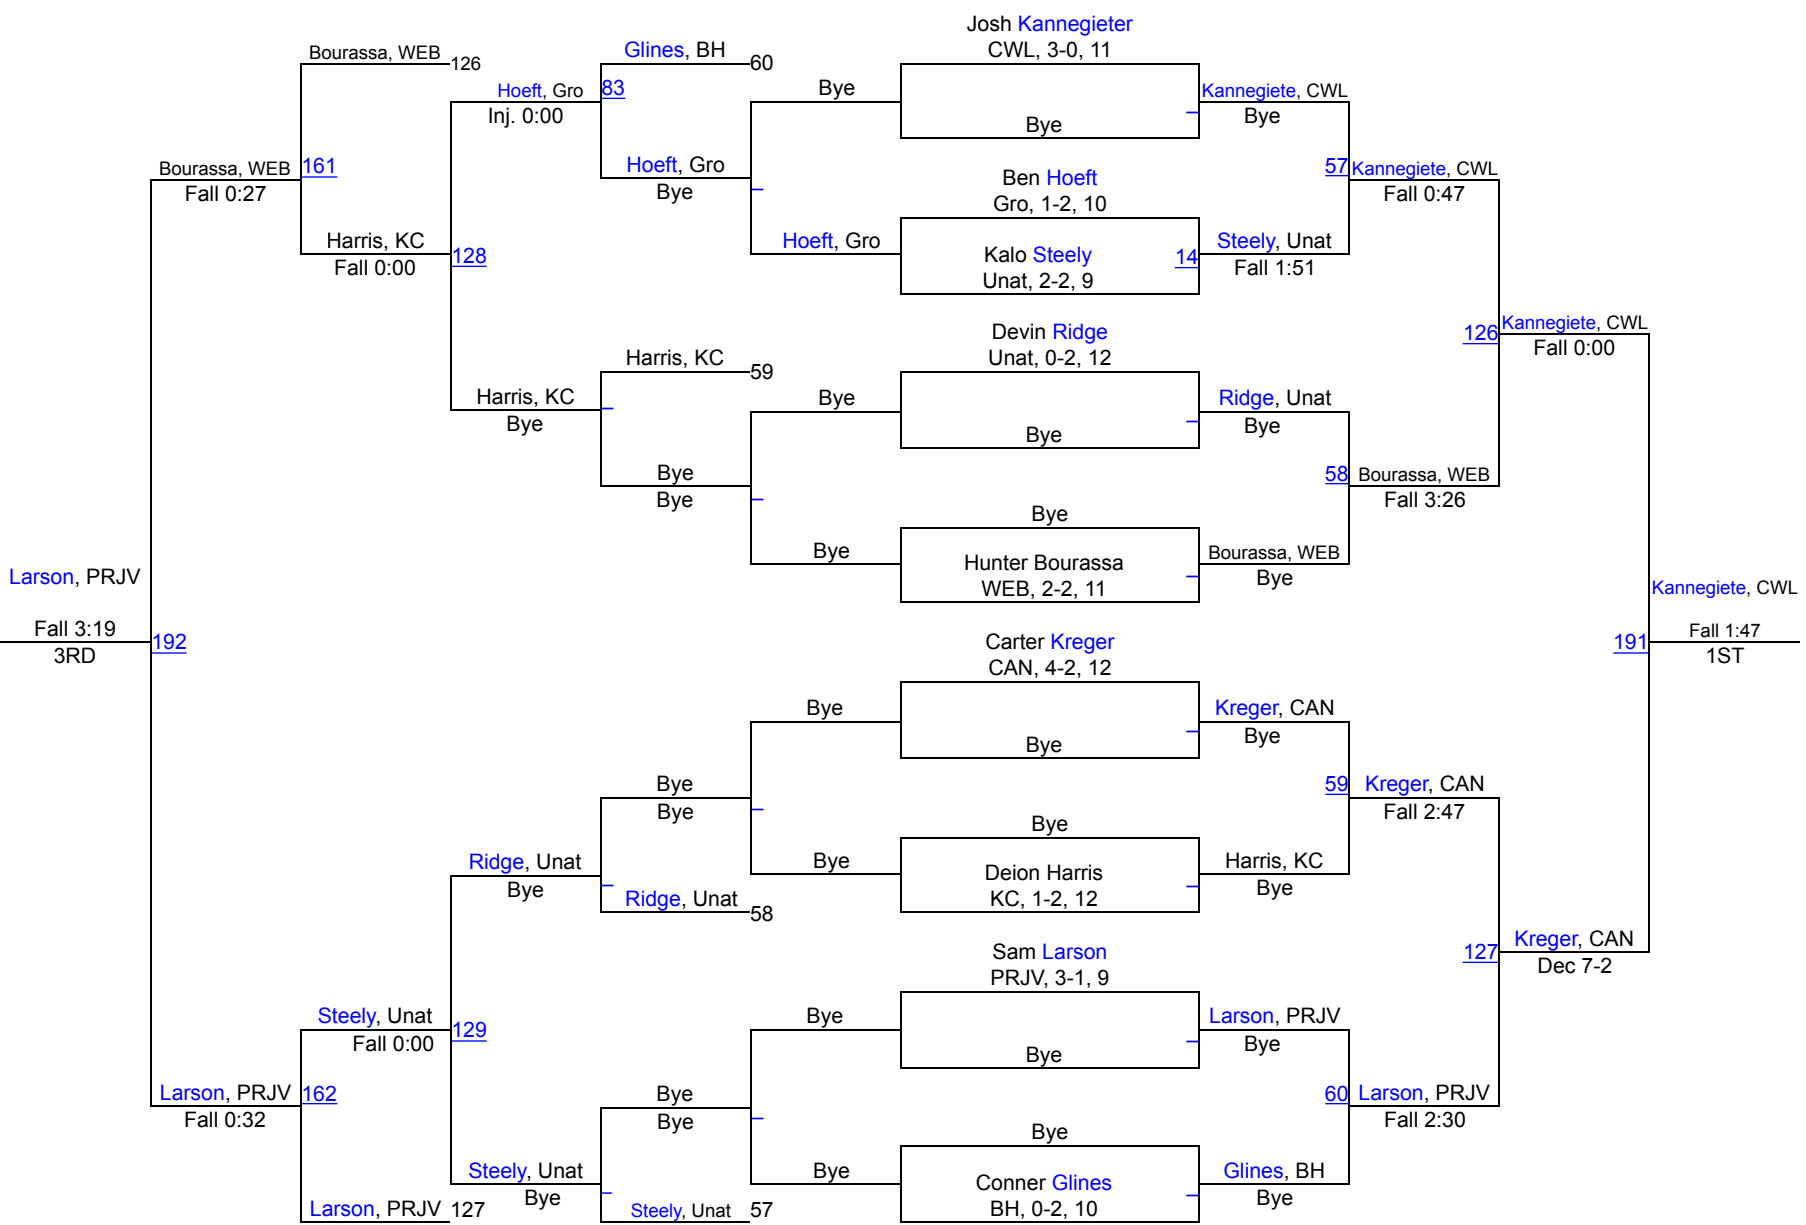 Josh Kannegieter
CWL, 3-0, 11
Bourassa, WEB
126
Glines, BH
60
Hoeft, Gro
83
Inj. 0:00
Bye
Bye
Kannegiete, CWL
Bye
Bourassa, WEB
161
Fall 0:27
Hoeft, Gro
Bye
Ben Hoeft
Gro, 1-2, 10
57
Kannegiete, CWL
Fall 0:47
Harris, KC
128
Fall 0:00
Hoeft, Gro
Kalo Steely
14
Unat, 2-2, 9
Steely, Unat
Fall 1:51
Devin Ridge
Unat, 0-2, 12
126
Kannegiete, CWL
Fall 0:00
Harris, KC
59
Harris, KC
Bye
Bye
Bye
Ridge, Unat
Bye
Bye
Bye
58
Bourassa, WEB
Fall 3:26
Bye
Bye
Hunter Bourassa
WEB, 2-2, 11
Bourassa, WEB
Bye
Larson, PRJV
Fall 3:19
192
3RD
Kannegiete, CWL
191
Fall 1:47
1ST
Carter Kreger
CAN, 4-2, 12
Bye
Bye
Kreger, CAN
Bye
Bye
Bye
59
Kreger, CAN
Fall 2:47
Ridge, Unat
Bye
Bye
Bye
Deion Harris
KC, 1-2, 12
Harris, KC
Bye
Ridge, Unat
58
Sam Larson
PRJV, 3-1, 9
127
Kreger, CAN
Dec 7-2
Steely, Unat
129
Fall 0:00
Bye
Bye
Larson, PRJV
Bye
Larson, PRJV
162
Fall 0:32
Bye
Bye
60
Larson, PRJV
Fall 2:30
Steely, Unat
Bye
Bye
Bye
Conner Glines
BH, 0-2, 10
Glines, BH
Bye
Larson, PRJV
127
Steely, Unat
57